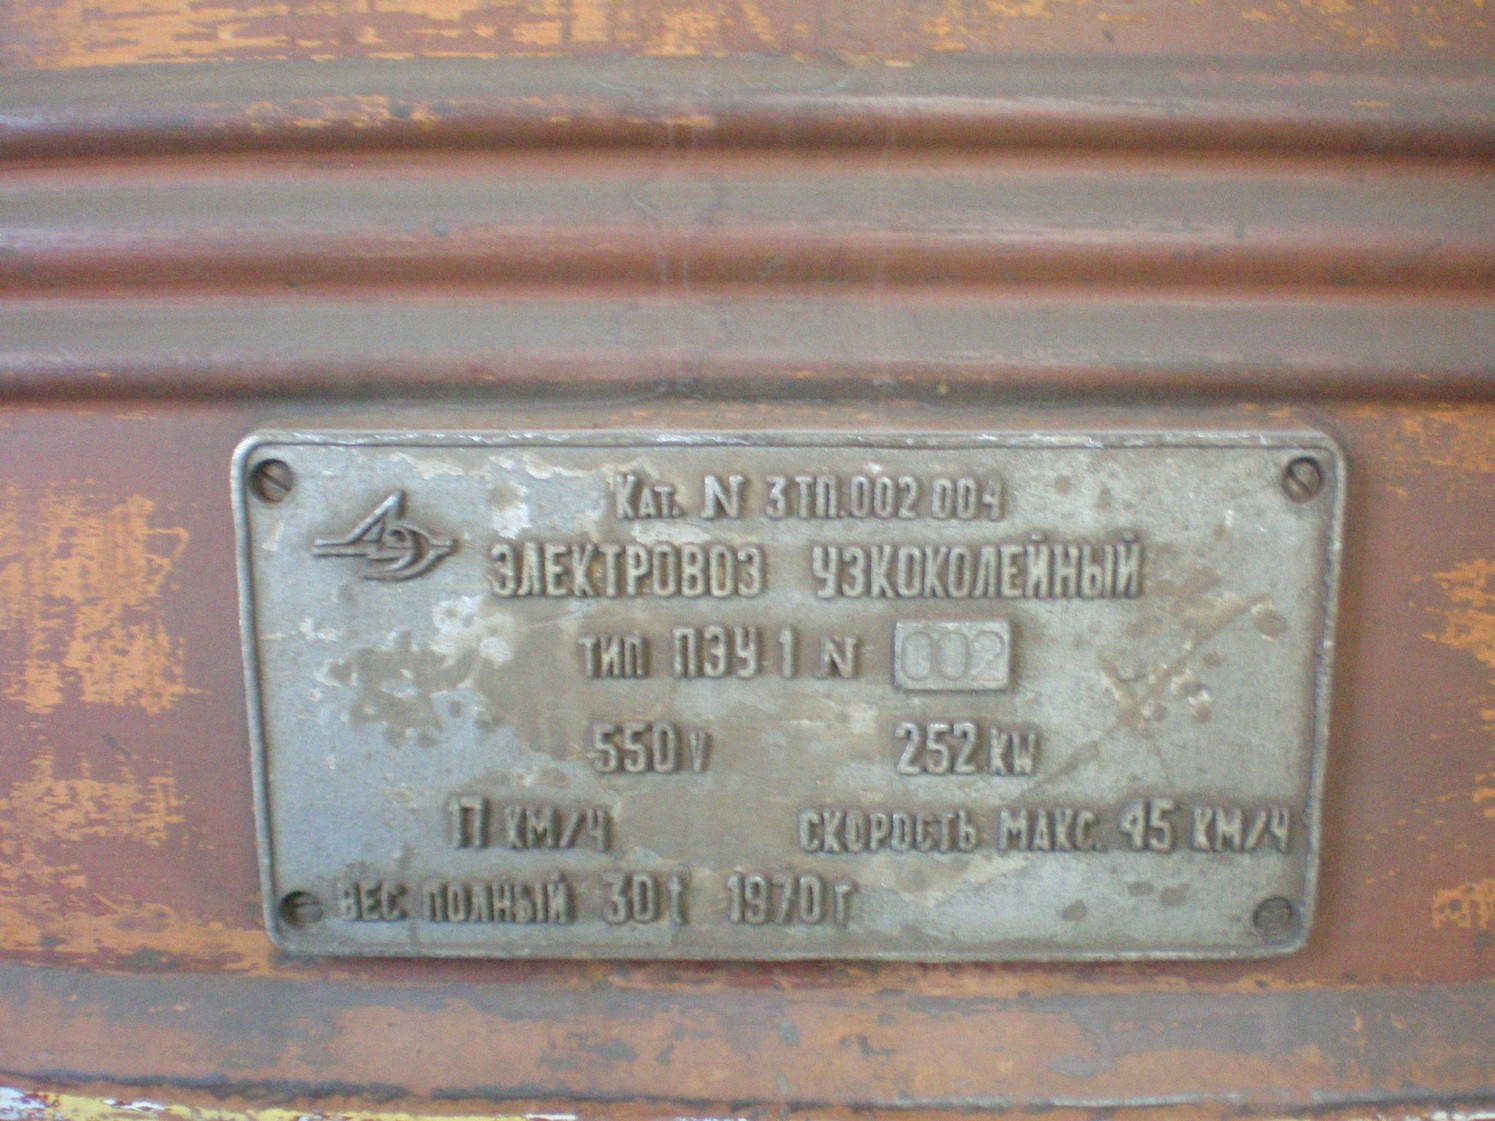 Кат. N 3ТП.002 004
ДЭ
ЭЛЕКТРОВОЗ УЗКОКОЛЕЙНЫЙ
ТИП ПЭУ 1 N 002
550 V 252 KW
17 КМ/Ч СКОРОСТЬ МАКС. 45 КМ/Ч
ВЕС ПОЛНЫЙ 30 t 1970 г